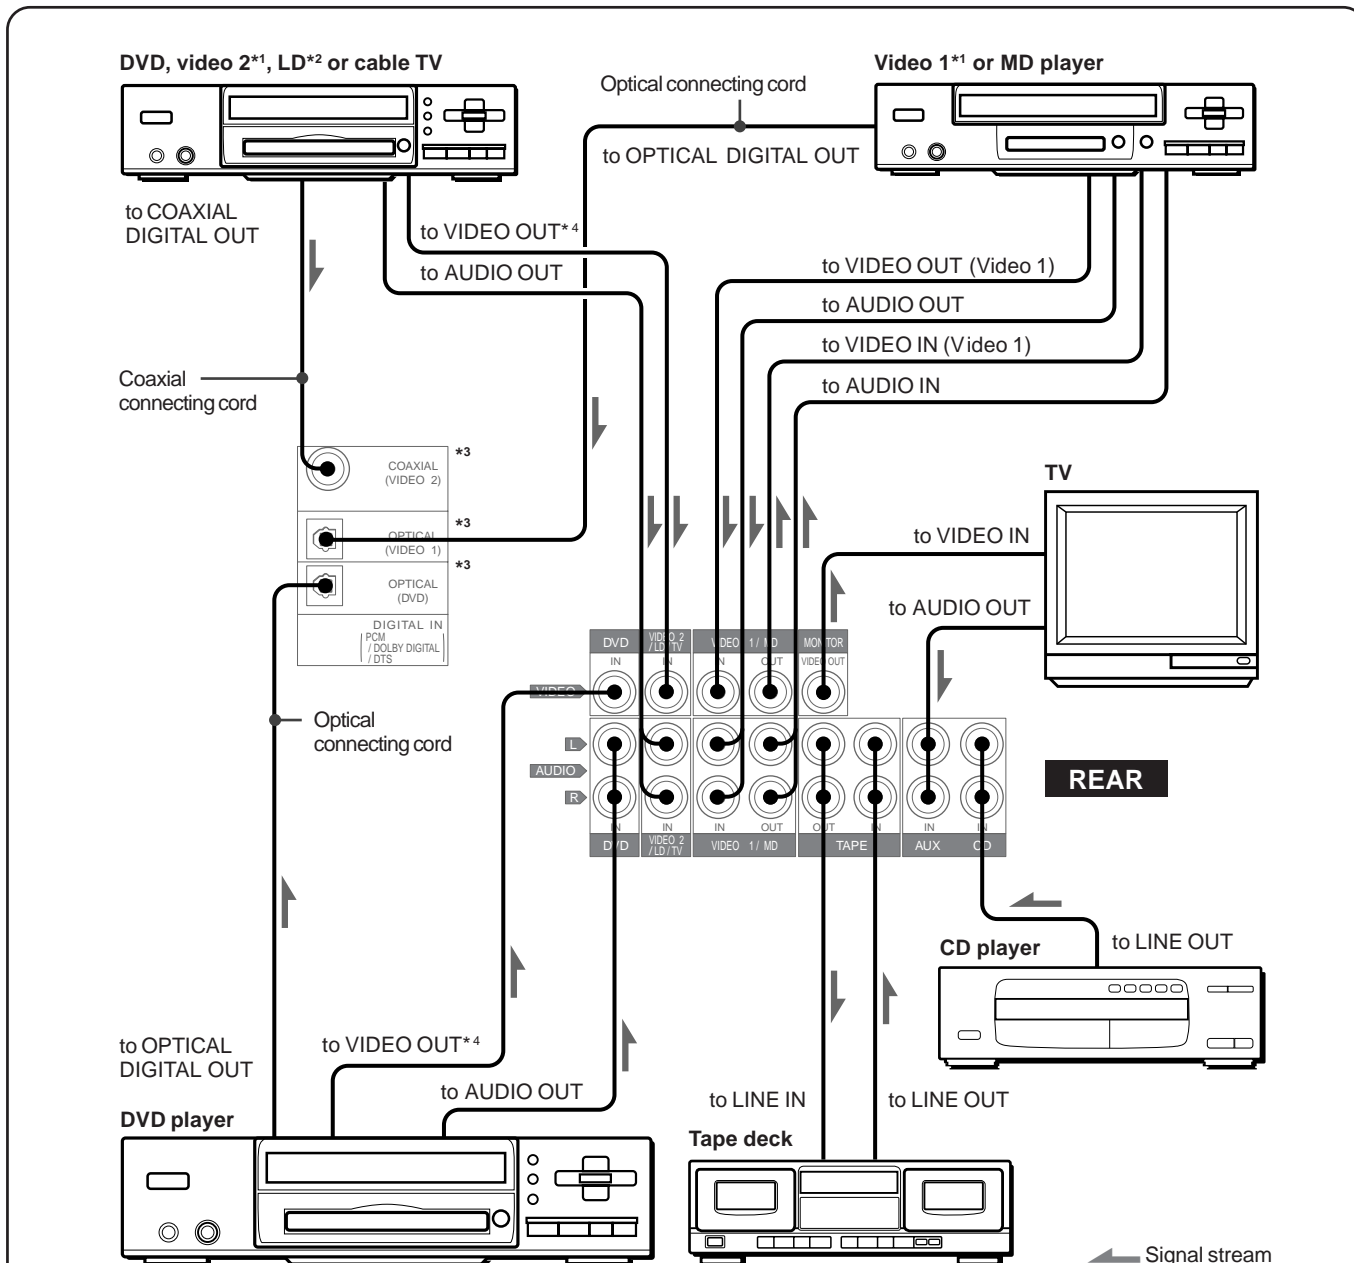 DVD, video 2*1, LD*2 or cable TV
Video 1*1 or MD player
Optical connecting cord
to OPTICAL DIGITAL OUT
to COAXIAL
DIGITAL OUT
to VIDEO OUT*4
to AUDIO OUT
to VIDEO OUT (Video 1)
to AUDIO OUT
to VIDEO IN (Video 1)
to AUDIO IN
Coaxial
connecting cord
*3
COAXIAL
(VIDEO 2)
*3
OPTICAL
(VIDEO 1)
*3
OPTICAL
(DVD)
DIGITAL IN
PCM
/ DOLBY DIGITAL
/ DTS
TV
to VIDEO IN
to AUDIO OUT
DVD
VIDEO 2
/ LD / TV
VIDEO 1 / MD
MONITOR
IN
IN
IN
OUT
VIDEO OUT
VIDEO
L
AUDIO
R
IN
IN
IN
OUT
OUT
IN
IN
IN
DVD
VIDEO 2
/ LD / TV
VIDEO 1 / MD
TAPE
AUX
CD
REAR
Optical
connecting cord
CD player
to LINE OUT
to OPTICAL
DIGITAL OUT
to VIDEO OUT*4
to AUDIO OUT
to LINE IN
to LINE OUT
DVD player
Tape deck
Signal stream